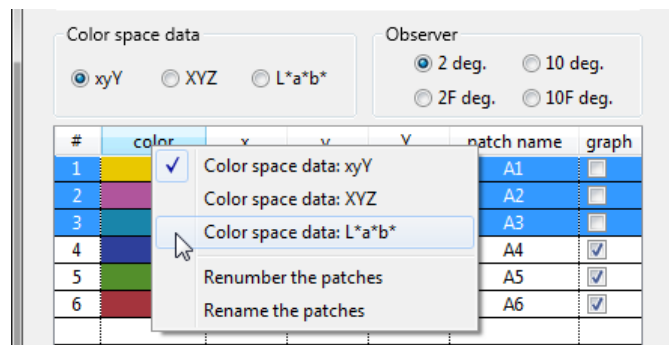 Color space data Observer
xyY XYZ L*a*b* 2 deg. 10 deg.
2F deg. 10F deg.
# color x y Y patch name graph
1 A1
2 A2
3 A3
4 A4
5 A5
6 A6
Color space data: xyY
Color space data: XYZ
Color space data: L*a*b*
Renumber the patches
Rename the patches